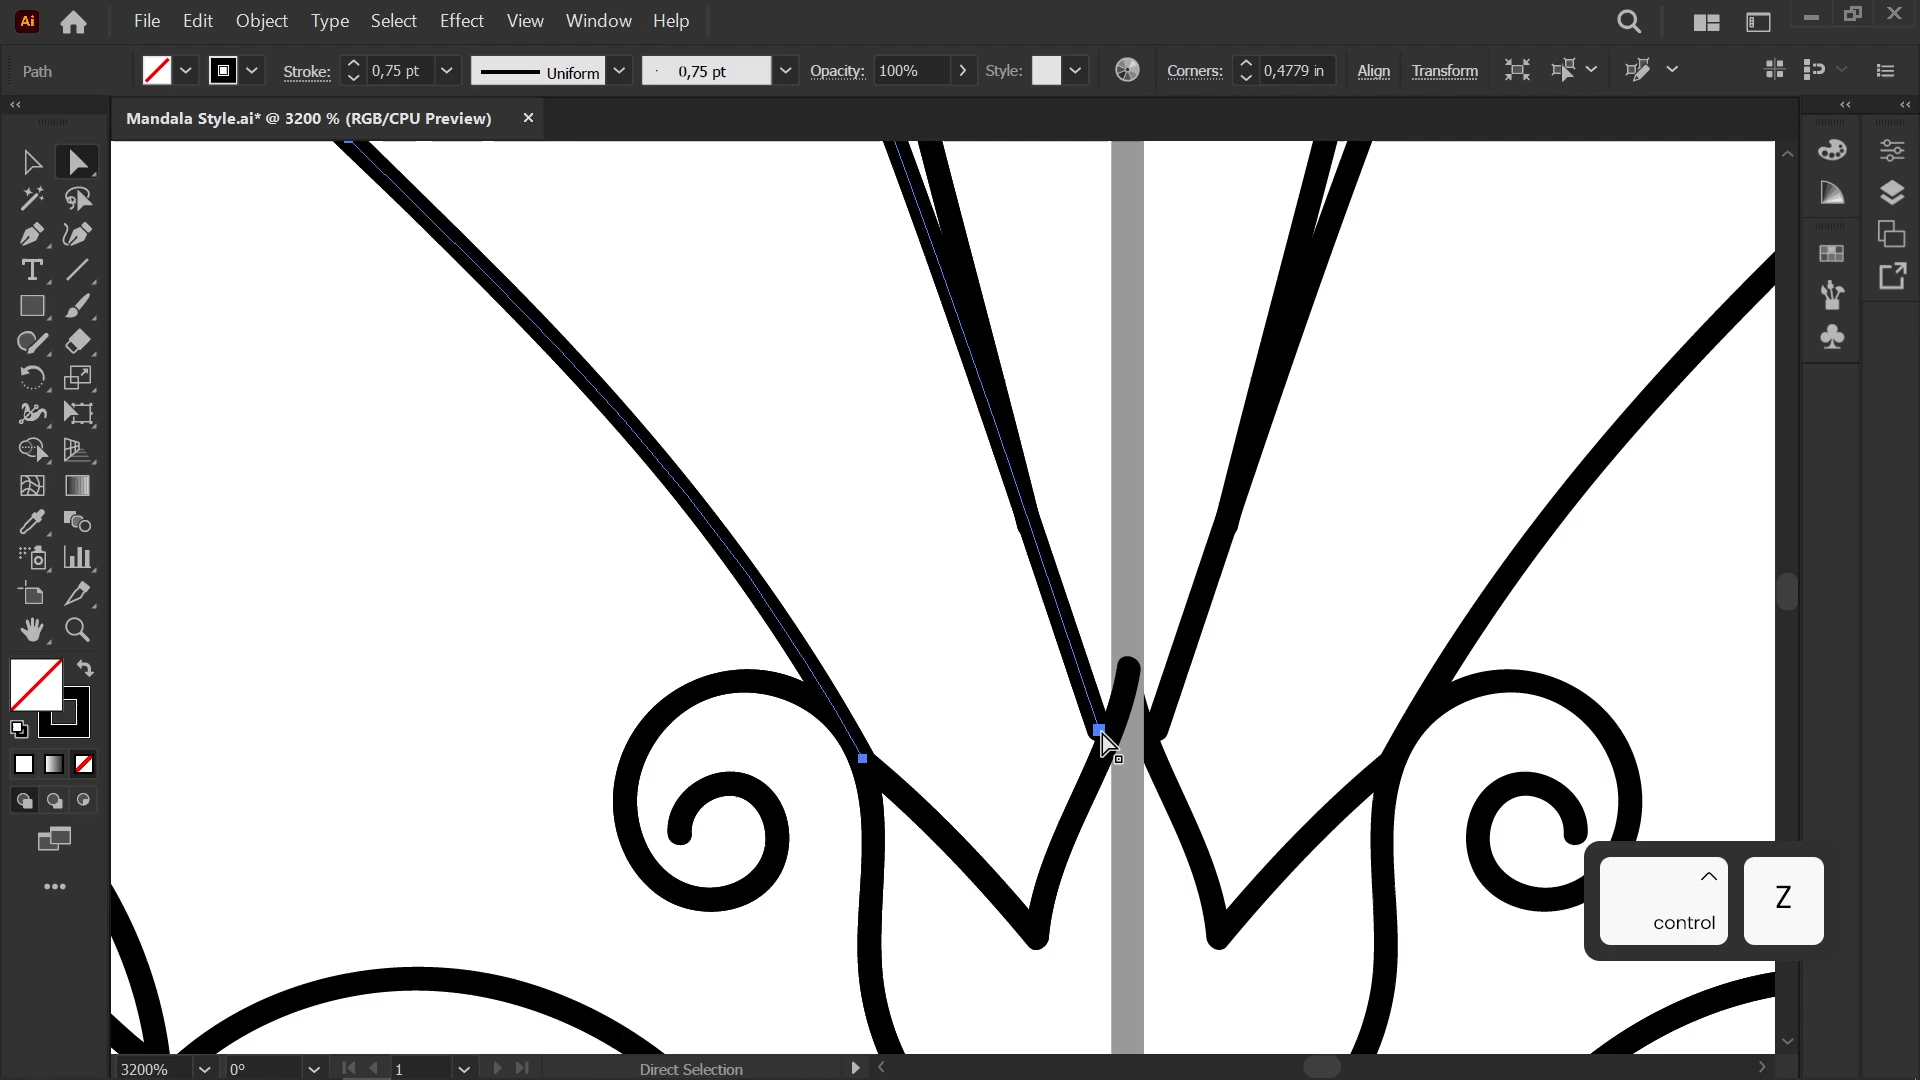 Ai
File Edit Object Type Select Effect View Window Help
Path Stroke: 0,75 pt Uniform 0,75 pt Opacity: 100% Style: Corners: 0,4779 in Align Transform
Mandala Style.ai* @ 3200 % (RGB/CPU Preview)
control Z
3200% 0° 1 Direct Selection